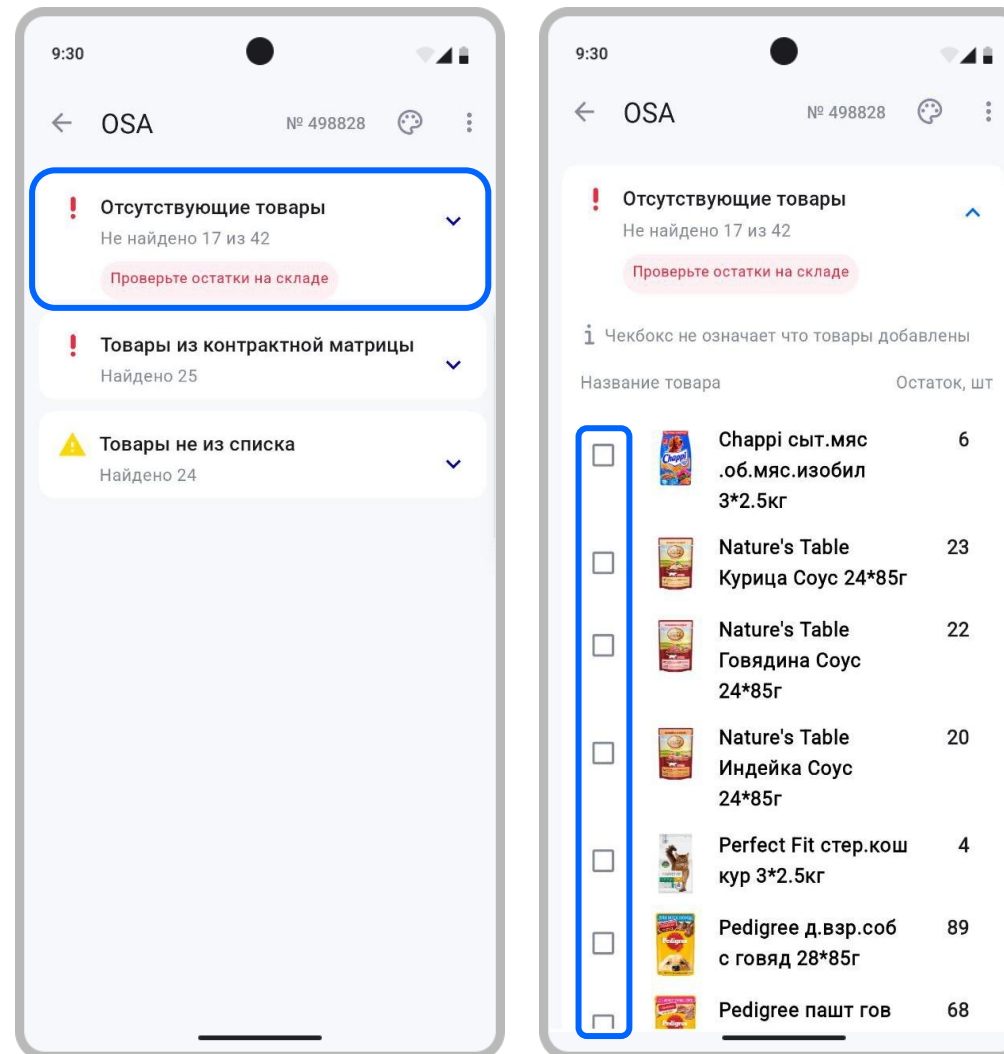 9:30
OSA
№ 498828
Отсутствующие товары
Не найдено 17 из 42
Проверьте остатки на складе
Товары из контрактной матрицы
Найдено 25
Товары не из списка
Найдено 24
9:30
OSA
№ 498828
Отсутствующие товары
Не найдено 17 из 42
Проверьте остатки на складе
Чекбокс не означает что товары добавлены
Название товара
Остаток, шт
Chappi сыт.мяс 6
.об.мяс.изобил
3*2.5кг
Nature's Table 23
Курица Соус 24*85г
Nature's Table 22
Говядина Соус
24*85г
Nature's Table 20
Индейка Соус
24*85г
Perfect Fit стер.кош 4
кур 3*2.5кг
Pedigree д.взр.соб 89
с говяд 28*85г
Pedigree пашт гов 68